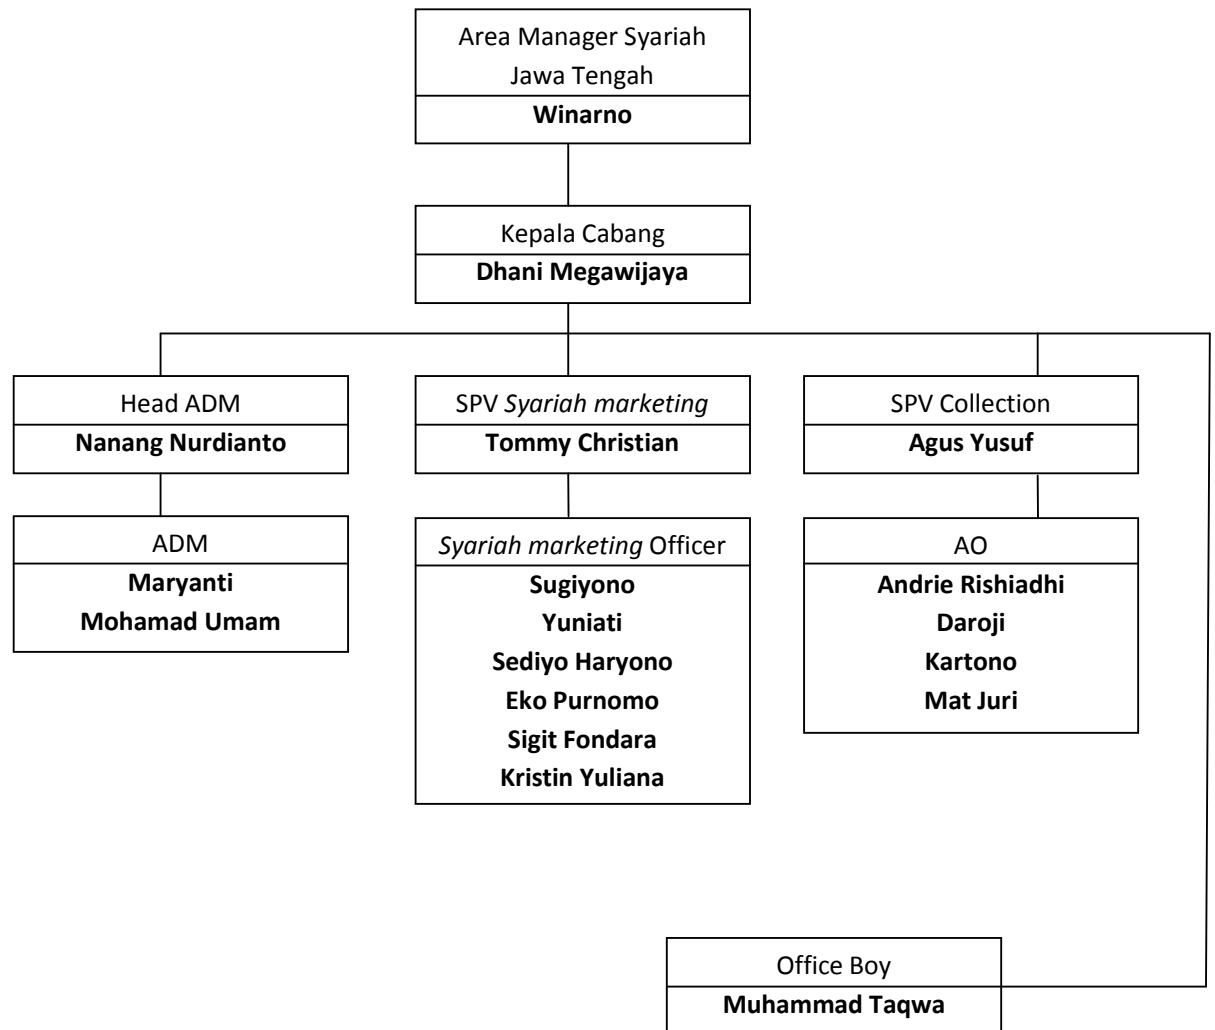 Area Manager Syariah
Jawa Tengah
Winarno
Kepala Cabang
Dhani Megawijaya
Head ADM
Nanang Nurdianto
SPV Syariah marketing
Tommy Christian
SPV Collection
Agus Yusuf
ADM
Maryanti
Mohamad Umam
Syariah marketing Officer
Sugiyono
Yuniati
Sediyo Haryono
Eko Purnomo
Sigit Fondara
Kristin Yuliana
AO
Andrie Rishiadhi
Daroji
Kartono
Mat Juri
Office Boy
Muhammad Taqwa